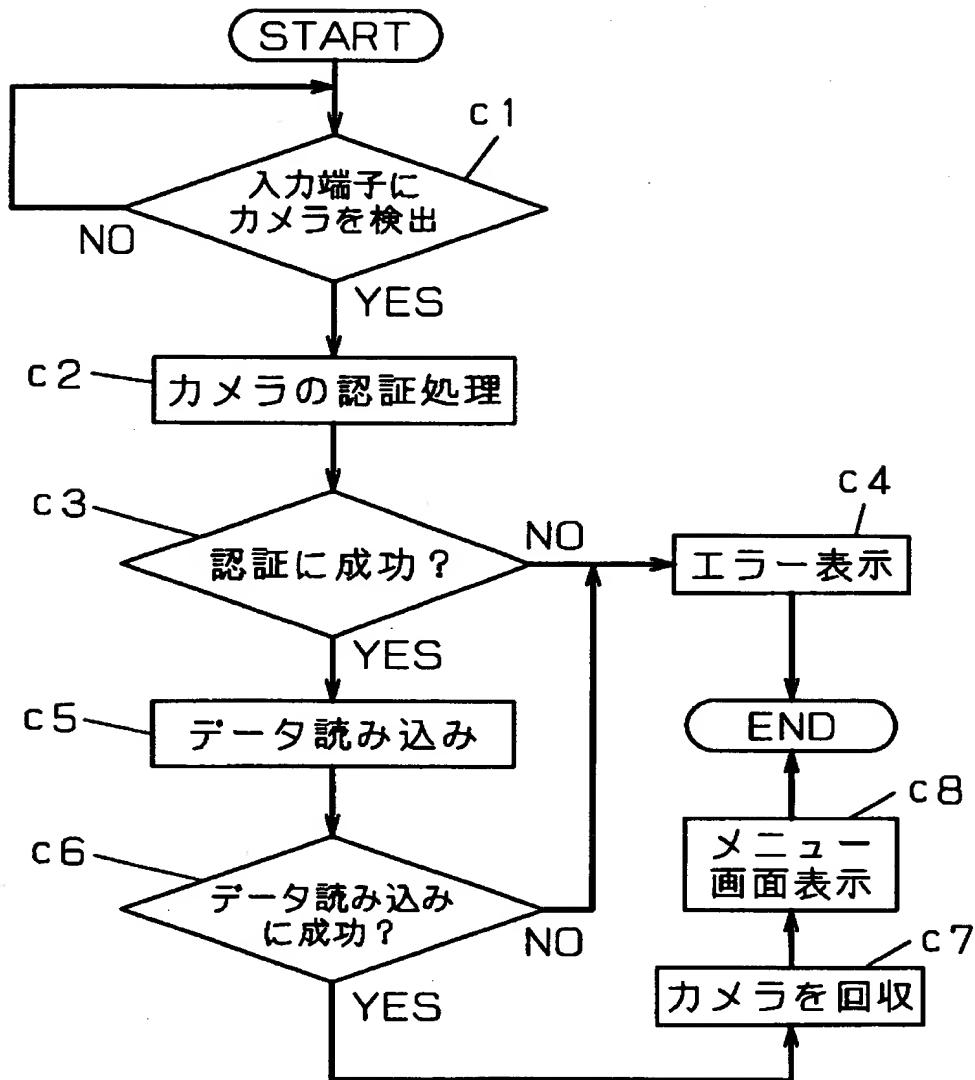 START
c1
入力端子に
カメラを検出
NO
YES
c2
カメラの認証処理
c3
認証に成功?
NO
YES
c4
エラー表示
c5
データ読み込み
END
c6
データ読み込み
に成功?
NO
YES
c8
メニュー
画面表示
c7
カメラを回収